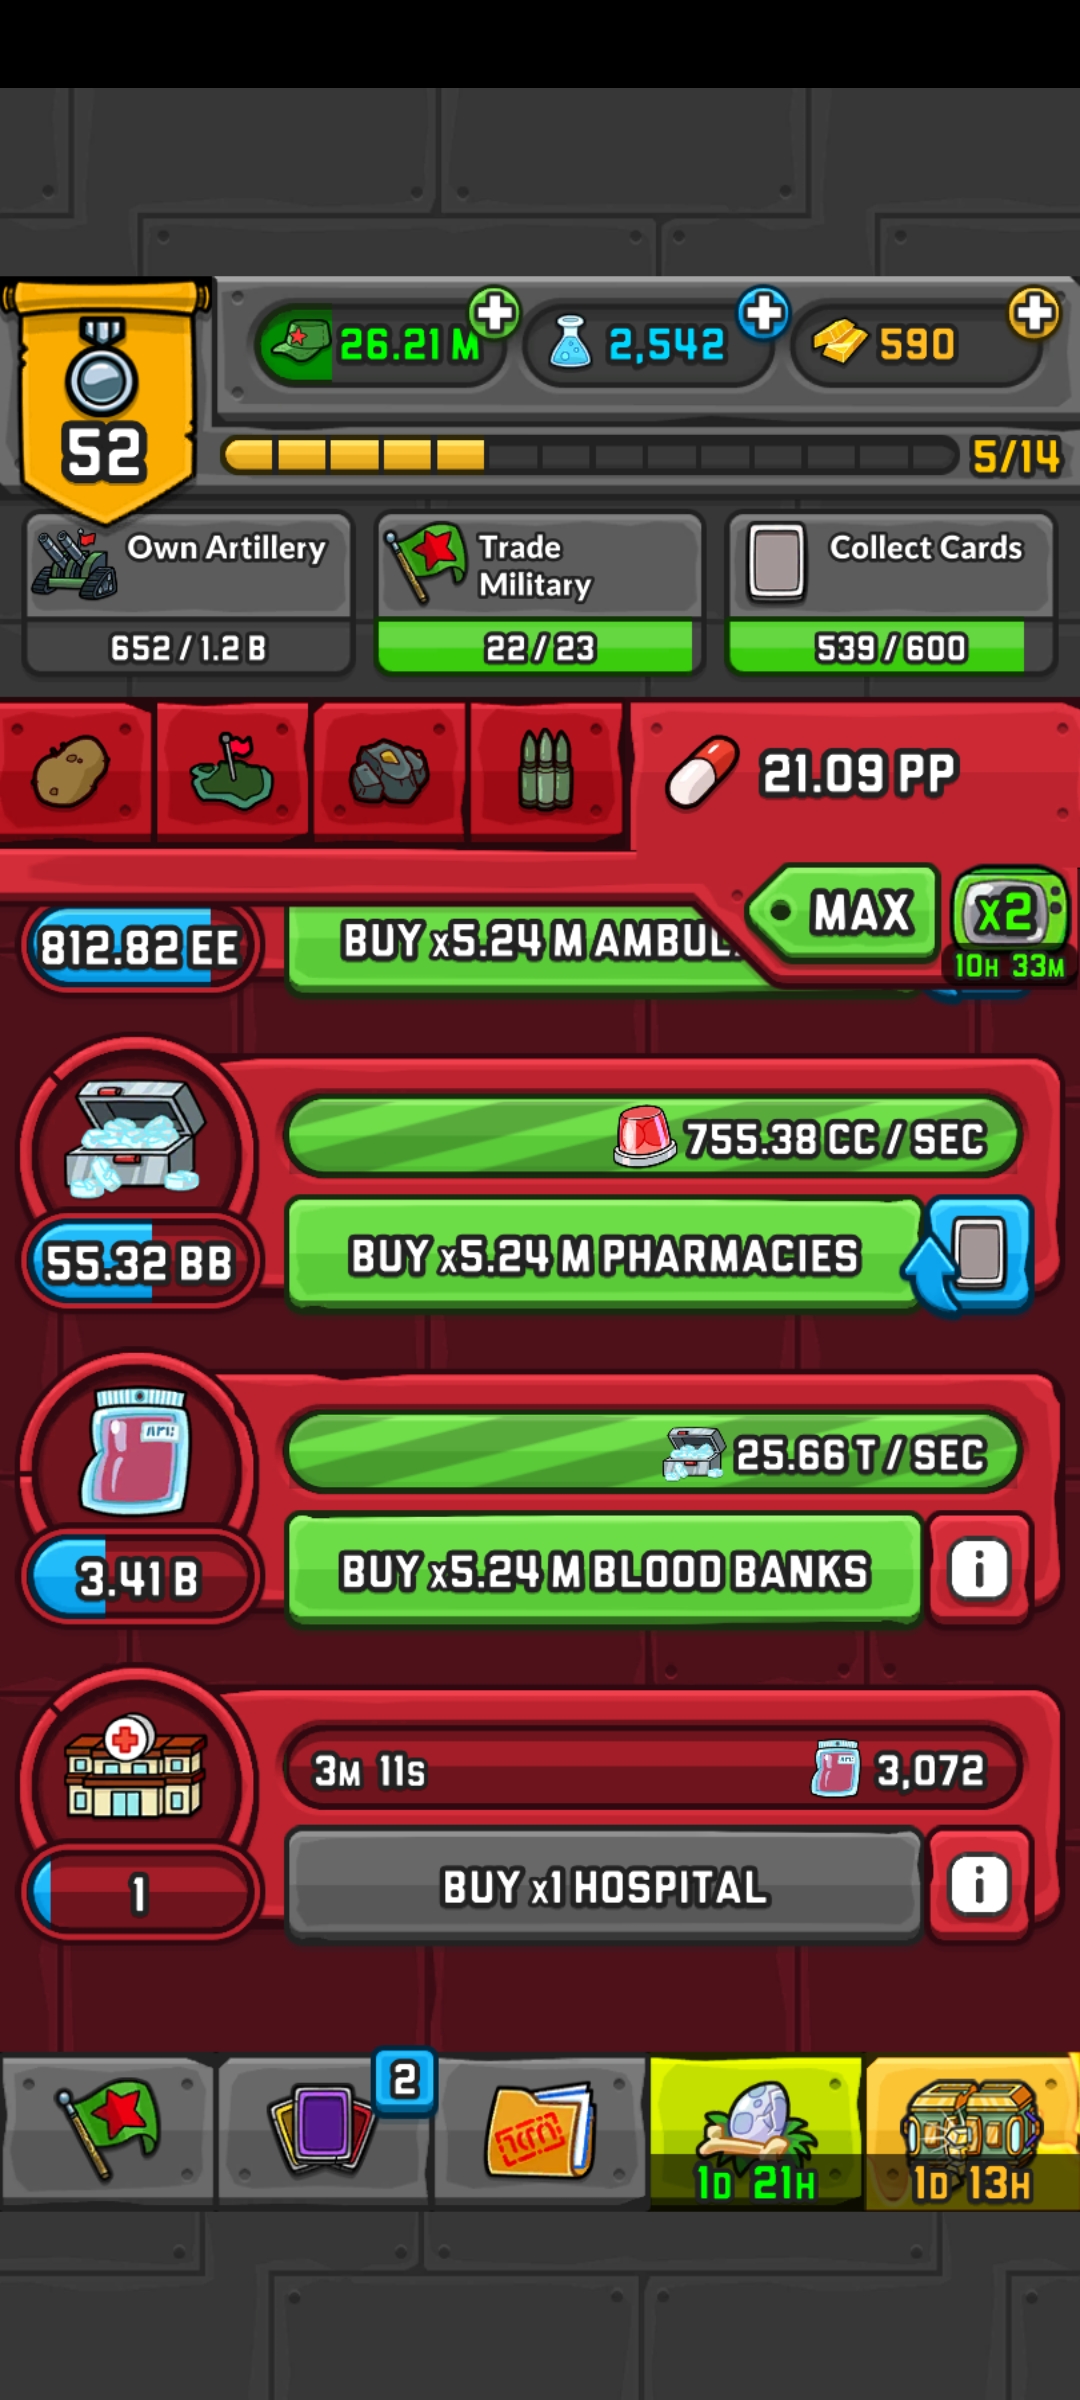 26.21 M
2,542
590
52
5/14
Own Artillery
Trade
Military
Collect Cards
652 / 1.2 B
22 / 23
539 / 600
21.09 PP
MAX
x2
10H 33M
812.82 EE
BUY x5.24 M AMBUL
755.38 CC / SEC
55.32 BB
BUY x5.24 M PHARMACIES
25.66 T / SEC
3.41 B
BUY x5.24 M BLOOD BANKS
i
3M 11S
3,072
1
BUY x1 HOSPITAL
i
2
1D 21H
1D 13H